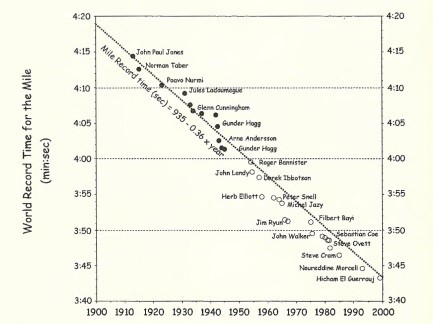 World Record Time for the Mile
(min:sec)
4:20
4:20
4:15
4:15
4:10
4:10
4:05
4:05
4:00
4:00
3:55
3:55
3:50
3:50
3:45
3:45
3:40
3:40
John Paul Jones
Norman Taber
Paavo Nurmi
Jules Ladoumegue
Glenn Cunningham
Gunder Hagg
Arne Andersson
Gunder Hagg
Mile Record time (sec) = 935 - 0.36 x year
Roger Bannister
John Landy
Derek Ibbotson
Herb Elliott
Peter Snell
Michel Jazy
Jim Ryun
Filbert Bayi
John Walker
Sebastian Coe
Steve Ovett
Steve Cram
Noureddine Morceli
Hicham El Guerrouj
1900 1910 1920 1930 1940 1950 1960 1970 1980 1990 2000